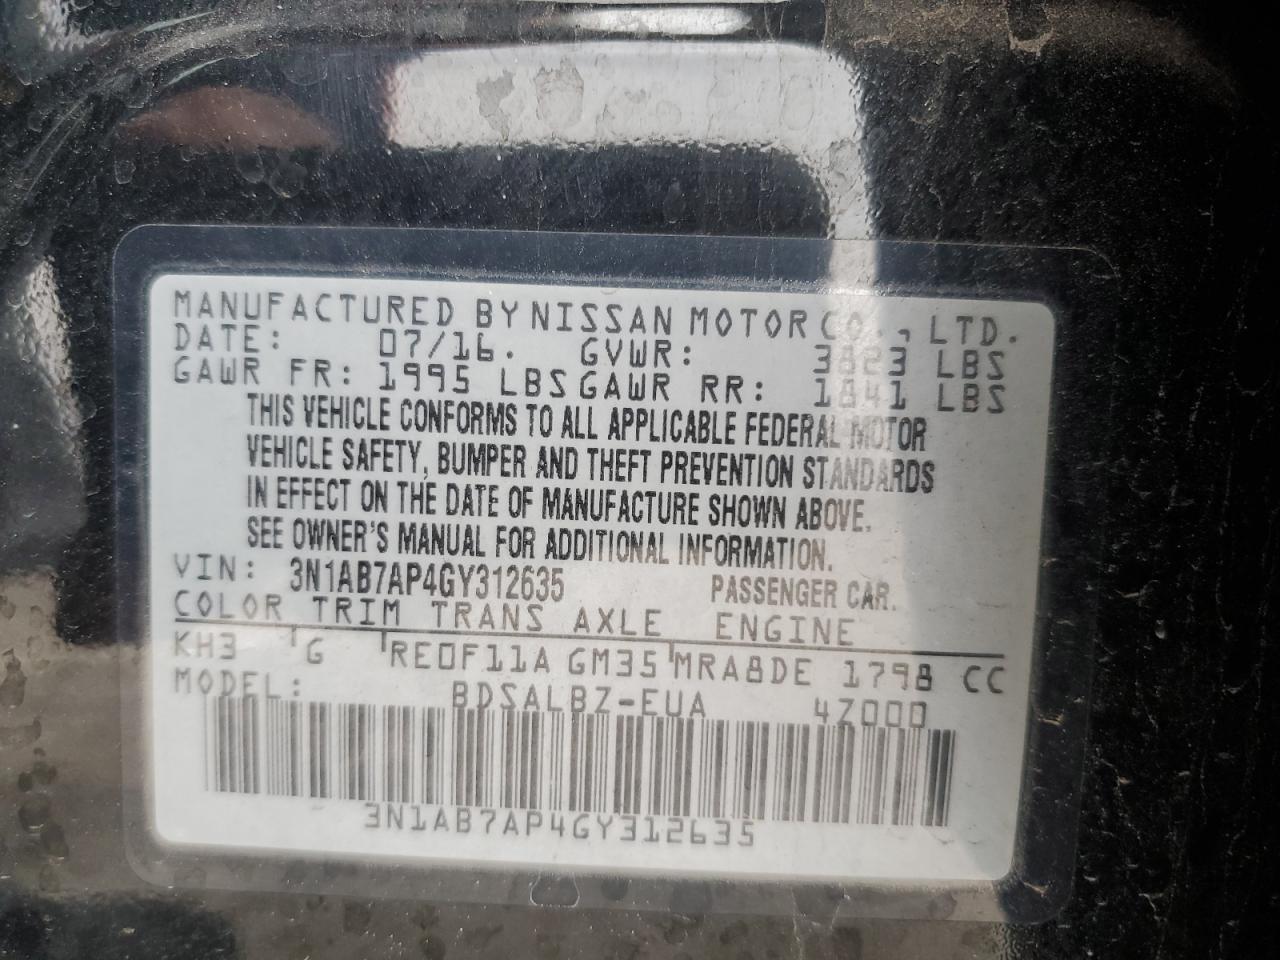 MANUFACTURED BY NISSAN MOTOR CO., LTD.
DATE: 07/16. GVWR: 3823 LBS
GAWR FR: 1995 LBS GAWR RR: 1841 LBS
THIS VEHICLE CONFORMS TO ALL APPLICABLE FEDERAL MOTOR
VEHICLE SAFETY, BUMPER AND THEFT PREVENTION STANDARDS
IN EFFECT ON THE DATE OF MANUFACTURE SHOWN ABOVE.
SEE OWNER'S MANUAL FOR ADDITIONAL INFORMATION.
VIN: 3N1AB7AP4GY312635 PASSENGER CAR.
COLOR TRIM TRANS AXLE ENGINE
KH3 G RE0F11A GM35 MRA8DE 1798 CC
MODEL: BDSALBZ-EUA 4Z000
3N1AB7AP4GY312635